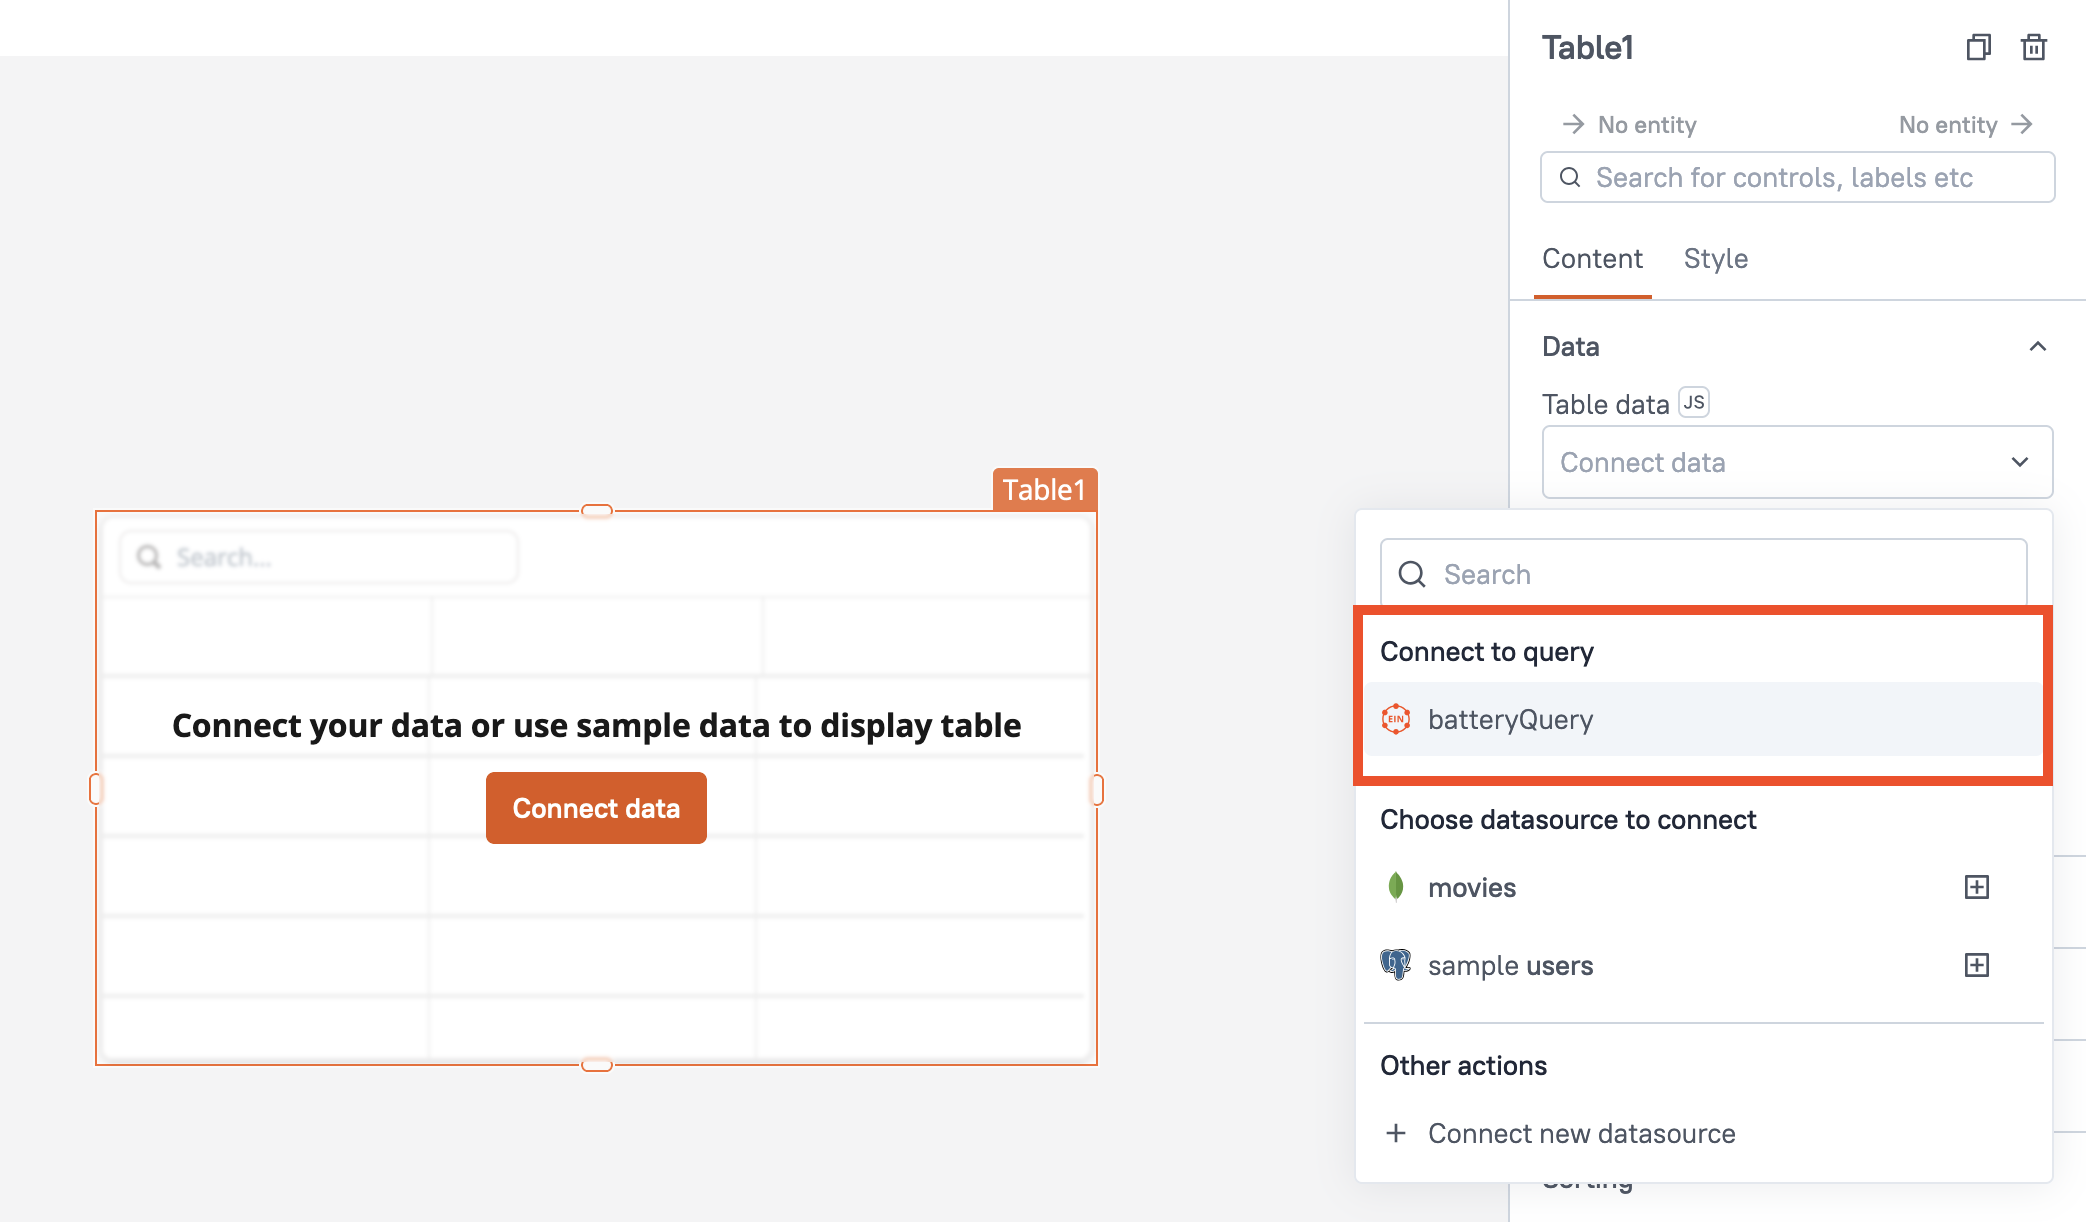 Table1
No entity
No entity
Search for controls, labels etc
Content
Style
Data
Table data JS
Connect data
Table1
Search...
Connect your data or use sample data to display table
Connect data
Search
Connect to query
EIN batteryQuery
Choose datasource to connect
movies
sample users
Other actions
+ Connect new datasource
Sorting